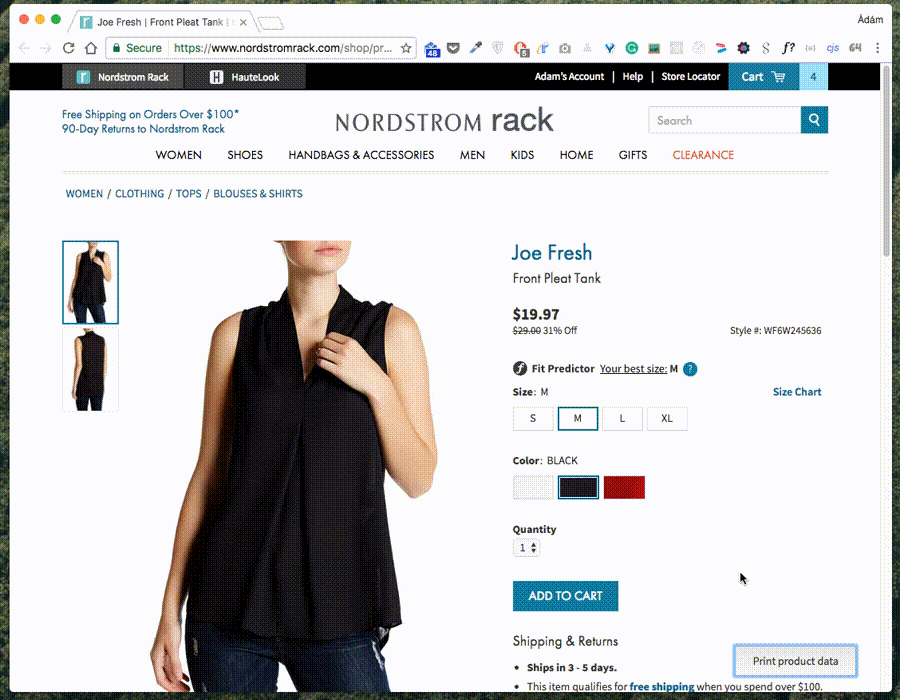 Joe Fresh | Front Pleat Tank
Ádám
Secure
https://www.nordstromrack.com/shop/pr...
48
5
f?
cjs
64
Nordstrom Rack
H HauteLook
Adam's Account | Help | Store Locator
Cart
4
Free Shipping on Orders Over $100*
90-Day Returns to Nordstrom Rack
NORDSTROM rack
Search
WOMEN SHOES HANDBAGS & ACCESSORIES MEN KIDS HOME GIFTS CLEARANCE
WOMEN / CLOTHING / TOPS / BLOUSES & SHIRTS
Joe Fresh
Front Pleat Tank
$19.97
$29.00 31% Off
Style #: WF6W245636
Fit Predictor Your best size: M ?
Size: M
Size Chart
S M L XL
Color: BLACK
Quantity
1
ADD TO CART
Shipping & Returns
Ships in 3 - 5 days.
This item qualifies for free shipping when you spend over $100.
Print product data